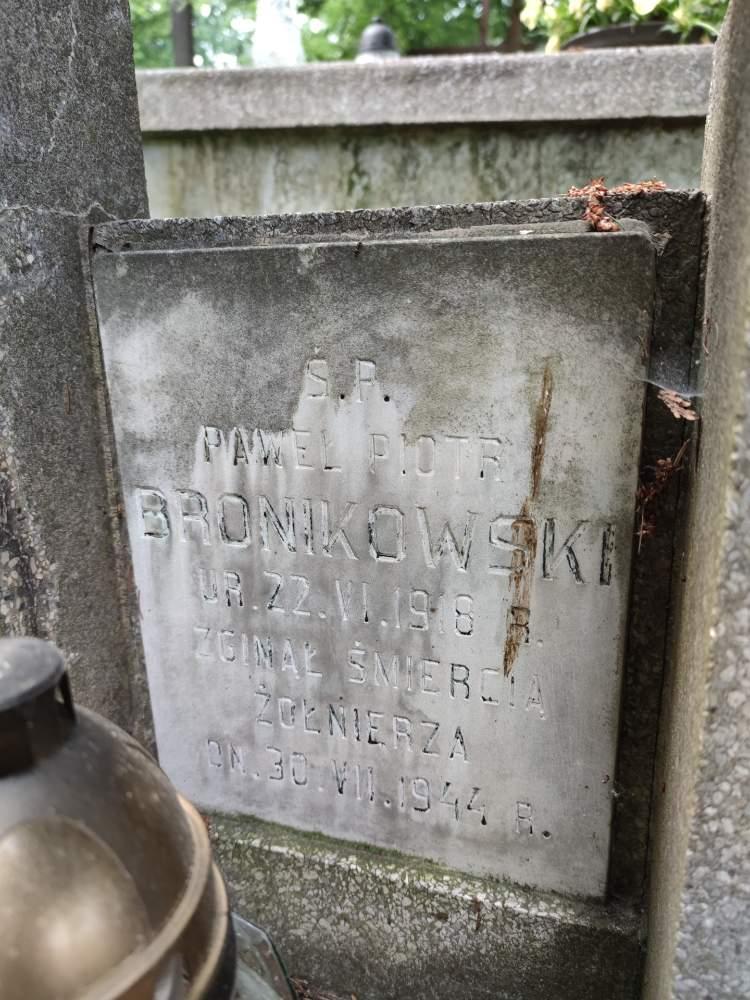 Ś.P.
PAWEŁ PIOTR
BRONIKOWSKI
UR. 22. VI. 1918 R.
ZGINĄŁ ŚMIERCIĄ
ŻOŁNIERZA
DN. 30. VII. 1944 R.